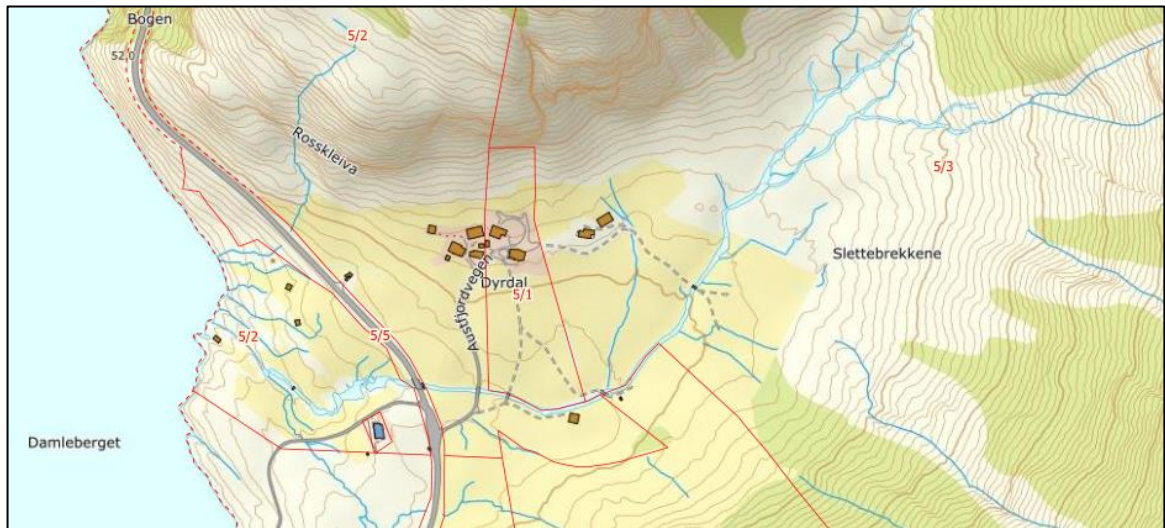 Bogen
5/2
52,0
Rosskleiva
5/3
Slettebrekkene
Dyrdal
5/1
Austfjordvegen
5/2
5/5
Damleberget